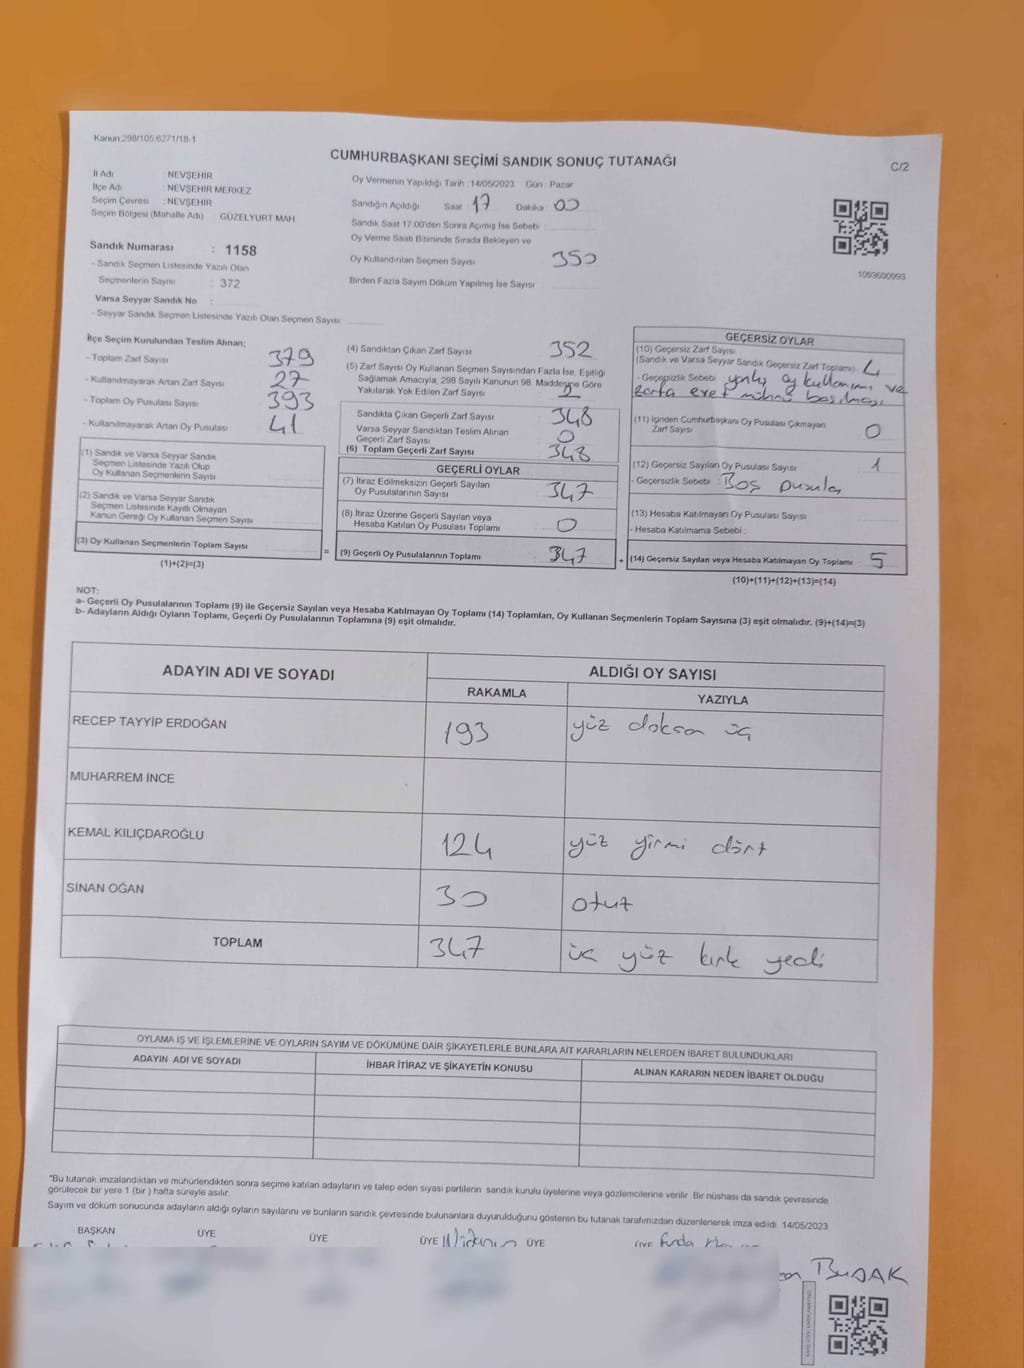 Kanun:298/105.6271/18-1
CUMHURBAŞKANI SEÇİMİ SANDIK SONUÇ TUTANAĞI
C/2
İl Adı : NEVŞEHİR
İlçe Adı : NEVŞEHİR MERKEZ
Seçim Çevresi : NEVŞEHİR
Seçim Bölgesi (Mahalle Adı) GÜZELYURT MAH
Sandık Numarası : 1158
- Sandık Seçmen Listesinde Yazılı Olan
Seçmenlerin Sayısı : 372
Varsa Seyyar Sandık No :
- Seyyar Sandık Seçmen Listesinde Yazılı Olan Seçmen Sayısı:
Oy Vermenin Yapıldığı Tarih : 14/05/2023 Gün : Pazar
Sandığın Açıldığı Saat 17 Dakika 00
Sandık Saat 17:00'den Sonra Açımış İse Sebebi :
Oy Verme Saati Bitiminde Sırada Bekleyen ve
Oy Kullandırılan Seçmen Sayısı 350
Birden Fazla Sayım Döküm Yapılmış İse Sayısı
1093600993
İlçe Seçim Kurulundan Teslim Alınan;
- Toplam Zarf Sayısı 379
- Kullanılmayarak Artan Zarf Sayısı 27
- Toplam Oy Pusulası Sayısı 393
- Kullanılmayarak Artan Oy Pusulası 41
(1) Sandık ve Varsa Seyyar Sandık
Seçmen Listesinde Yazılı Olup
Oy Kullanan Seçmenlerin Sayısı
(2) Sandık ve Varsa Seyyar Sandık
Seçmen Listesinde Kayıtlı Olmayan
Kanun Gereği Oy Kullanan Seçmen Sayısı
(3) Oy Kullanan Seçmenlerin Toplam Sayısı
(1)+(2)=(3)
(4) Sandıktan Çıkan Zarf Sayısı 352
(5) Zarf Sayısı Oy Kullanan Seçmen Sayısından Fazla İse, Eşitliği
Sağlamak Amacıyla, 298 Sayılı Kanunun 98. Maddesine Göre
Yakılarak Yok Edilen Zarf Sayısı 2
Sandıkta Çıkan Geçerli Zarf Sayısı 348
Varsa Seyyar Sandıktan Teslim Alınan
Geçerli Zarf Sayısı 0
(6) Toplam Geçerli Zarf Sayısı 348
GEÇERLİ OYLAR
(7) İtiraz Edilmeksizin Geçerli Sayılan
Oy Pusulalarının Sayısı 347
(8) İtiraz Üzerine Geçerli Sayılan veya
Hesaba Katılan Oy Pusulası Toplamı 0
= (9) Geçerli Oy Pusulalarının Toplamı 347
GEÇERSİZ OYLAR
(10) Geçersiz Zarf Sayısı
(Sandık ve Varsa Seyyar Sandık Geçersiz Zarf Toplamı) 4
- Geçersizlik Sebebi yanlış oy kullanımı ve
zarfa evet mührü basılması
(11) İçinden Cumhurbaşkanı Oy Pusulası Çıkmayan
Zarf Sayısı 0
(12) Geçersiz Sayılan Oy Pusulası Sayısı 1
- Geçersizlik Sebebi : Boş pusula
(13) Hesaba Katılmayan Oy Pusulası Sayısı
- Hesaba Katılmama Sebebi :
+ (14) Geçersiz Sayılan veya Hesaba Katılmayan Oy Toplamı 5
(10)+(11)+(12)+(13)=(14)
NOT:
a- Geçerli Oy Pusulalarının Toplamı (9) ile Geçersiz Sayılan veya Hesaba Katılmayan Oy Toplamı (14) Toplamları, Oy Kullanan Seçmenlerin Toplam Sayısına (3) eşit olmalıdır. (9)+(14)=(3)
b- Adayların Aldığı Oyların Toplamı, Geçerli Oy Pusulalarının Toplamına (9) eşit olmalıdır.
ADAYIN ADI VE SOYADI
ALDIĞI OY SAYISI
RAKAMLA YAZIYLA
RECEP TAYYİP ERDOĞAN 193 yüz doksan üç
MUHARREM İNCE
KEMAL KILIÇDAROĞLU 124 yüz yirmi dört
SİNAN OĞAN 30 otuz
TOPLAM 347 üç yüz kırk yedi
OYLAMA İŞ VE İŞLEMLERİNE VE OYLARIN SAYIM VE DÖKÜMÜNE DAİR ŞİKAYETLERLE BUNLARA AİT KARARLARIN NELERDEN İBARET BULUNDUKLARI
ADAYIN ADI VE SOYADI İHBAR İTİRAZ VE ŞİKAYETİN KONUSU ALINAN KARARIN NEDEN İBARET OLDUĞU
*Bu tutanak imzalandıktan ve mühürlendikten sonra seçime katılan adayların ve talep eden siyasi partilerin sandık kurulu üyelerine veya gözlemcilerine verilir. Bir nüshası da sandık çevresinde
görülecek bir yere 1 (bir ) hafta süreyle asılır.
Sayım ve döküm sonucunda adayların aldığı oyların sayılarını ve bunların sandık çevresinde bulunanlara duyurulduğunu gösteren bu tutanak tarafımızdan düzenlenerek imza edildi. 14/05/2023
BAŞKAN ÜYE ÜYE ÜYE ÜYE ÜYE Funda
BUDAK